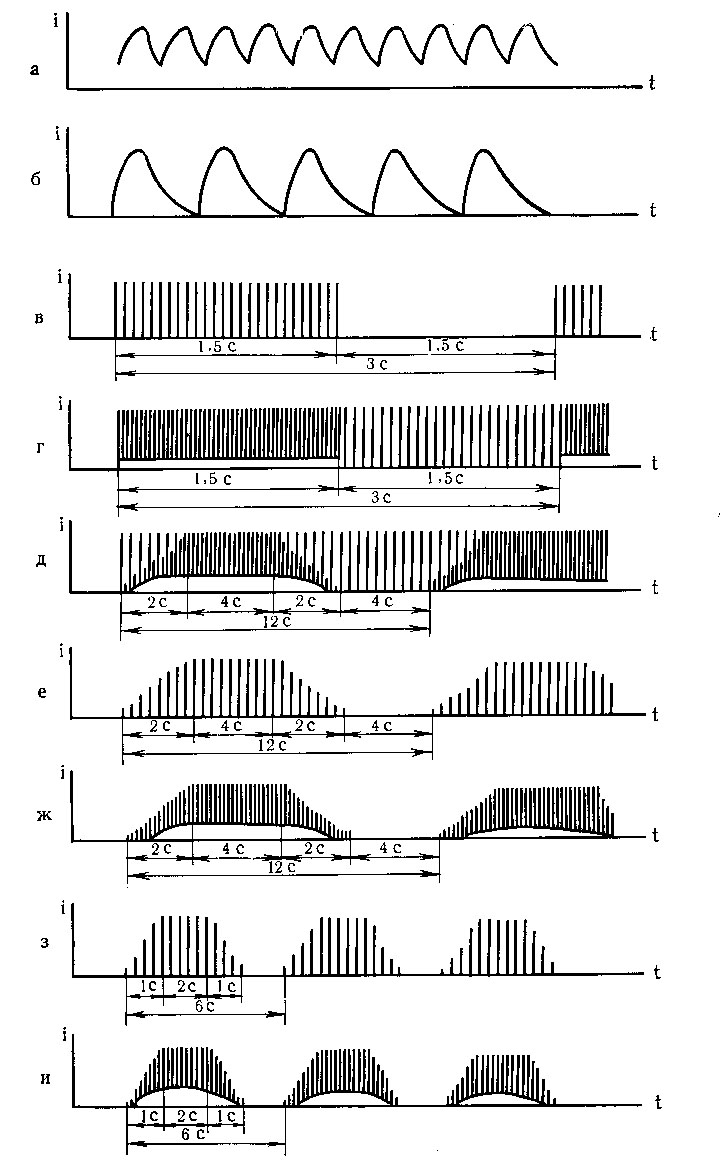 i
а
t
i
б
t
i
в
t
1,5 с 1,5 с
3 с
i
г
t
1,5 с 1,5 с
3 с
i
д
t
2 с 4 с 2 с 4 с
12 с
i
е
t
2 с 4 с 2 с 4 с
12 с
i
ж
t
2 с 4 с 2 с 4 с
12 с
i
з
t
1 с 2 с 1 с
6 с
i
и
t
1 с 2 с 1 с
6 с